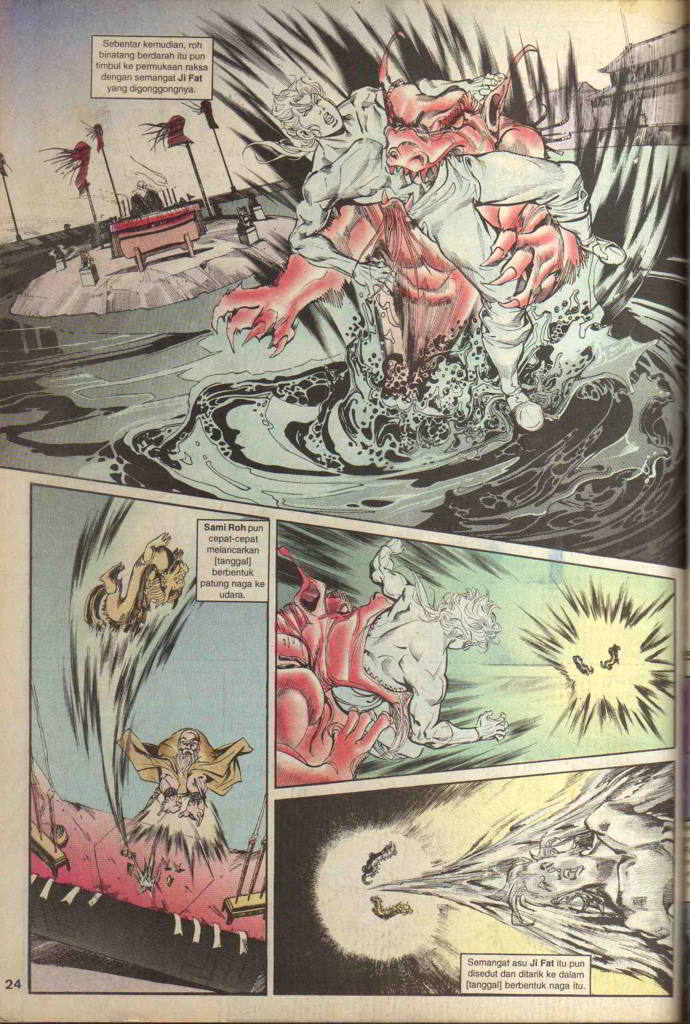 Sebentar kemudian, roh
binatang berdarah itu pun
timbul ke permukaan raksa
dengan semangat Ji Fat
yang digonggongnya.
Sami Roh pun
cepat-cepat
melancarkan
[tanggal]
berbentuk
patung naga ke
udara.
Semangat asu Ji Fat itu pun
disedut dan ditarik ke dalam
[tanggal] berbentuk naga itu.
24